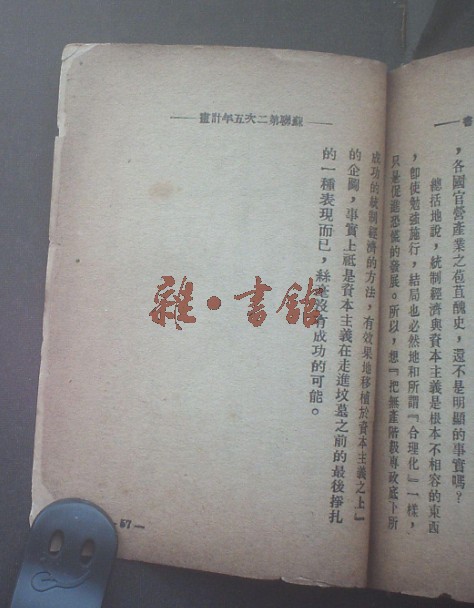 ，各國官營產業之苞苴醜史，還不是明顯的事實嗎？
總括地說，統制經濟與資本主義是根本不相容的東西
，卽使勉強施行，結局也必然地和所謂『合理化』一樣，
只是促進恐慌的發展。所以，想『把無產階級專政底下所
蘇聯第二次五年計畫
成功的統制經濟的方法，有效果地移植於資本主義之上』
的企圖，事實上祗是資本主義在走進坟墓之前的最後掙扎
的一種表現而已，絲毫沒有成功的可能。
—57—
雜·書館